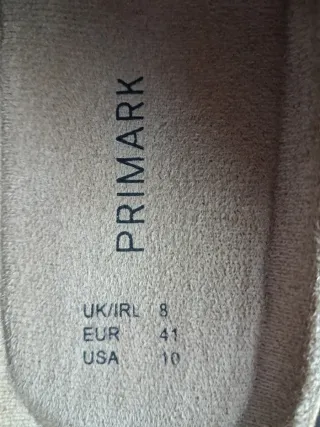 PRIMARK
UK/IRL 8
EUR 41
USA 10